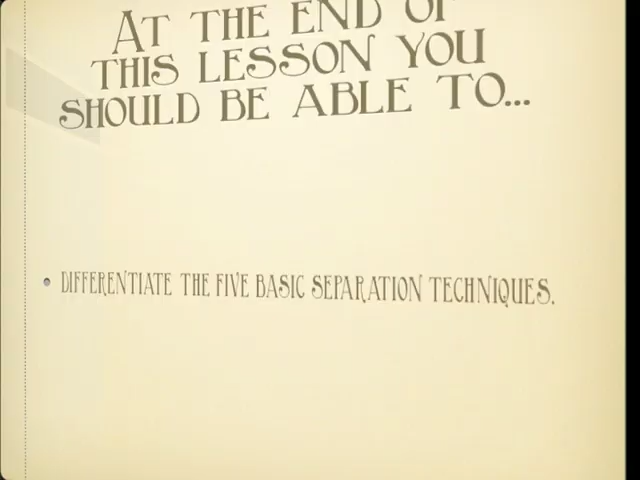 AT THE END OF
THIS LESSON YOU
SHOULD BE ABLE TO...
• DIFFERENTIATE THE FIVE BASIC SEPARATION TECHNIQUES.